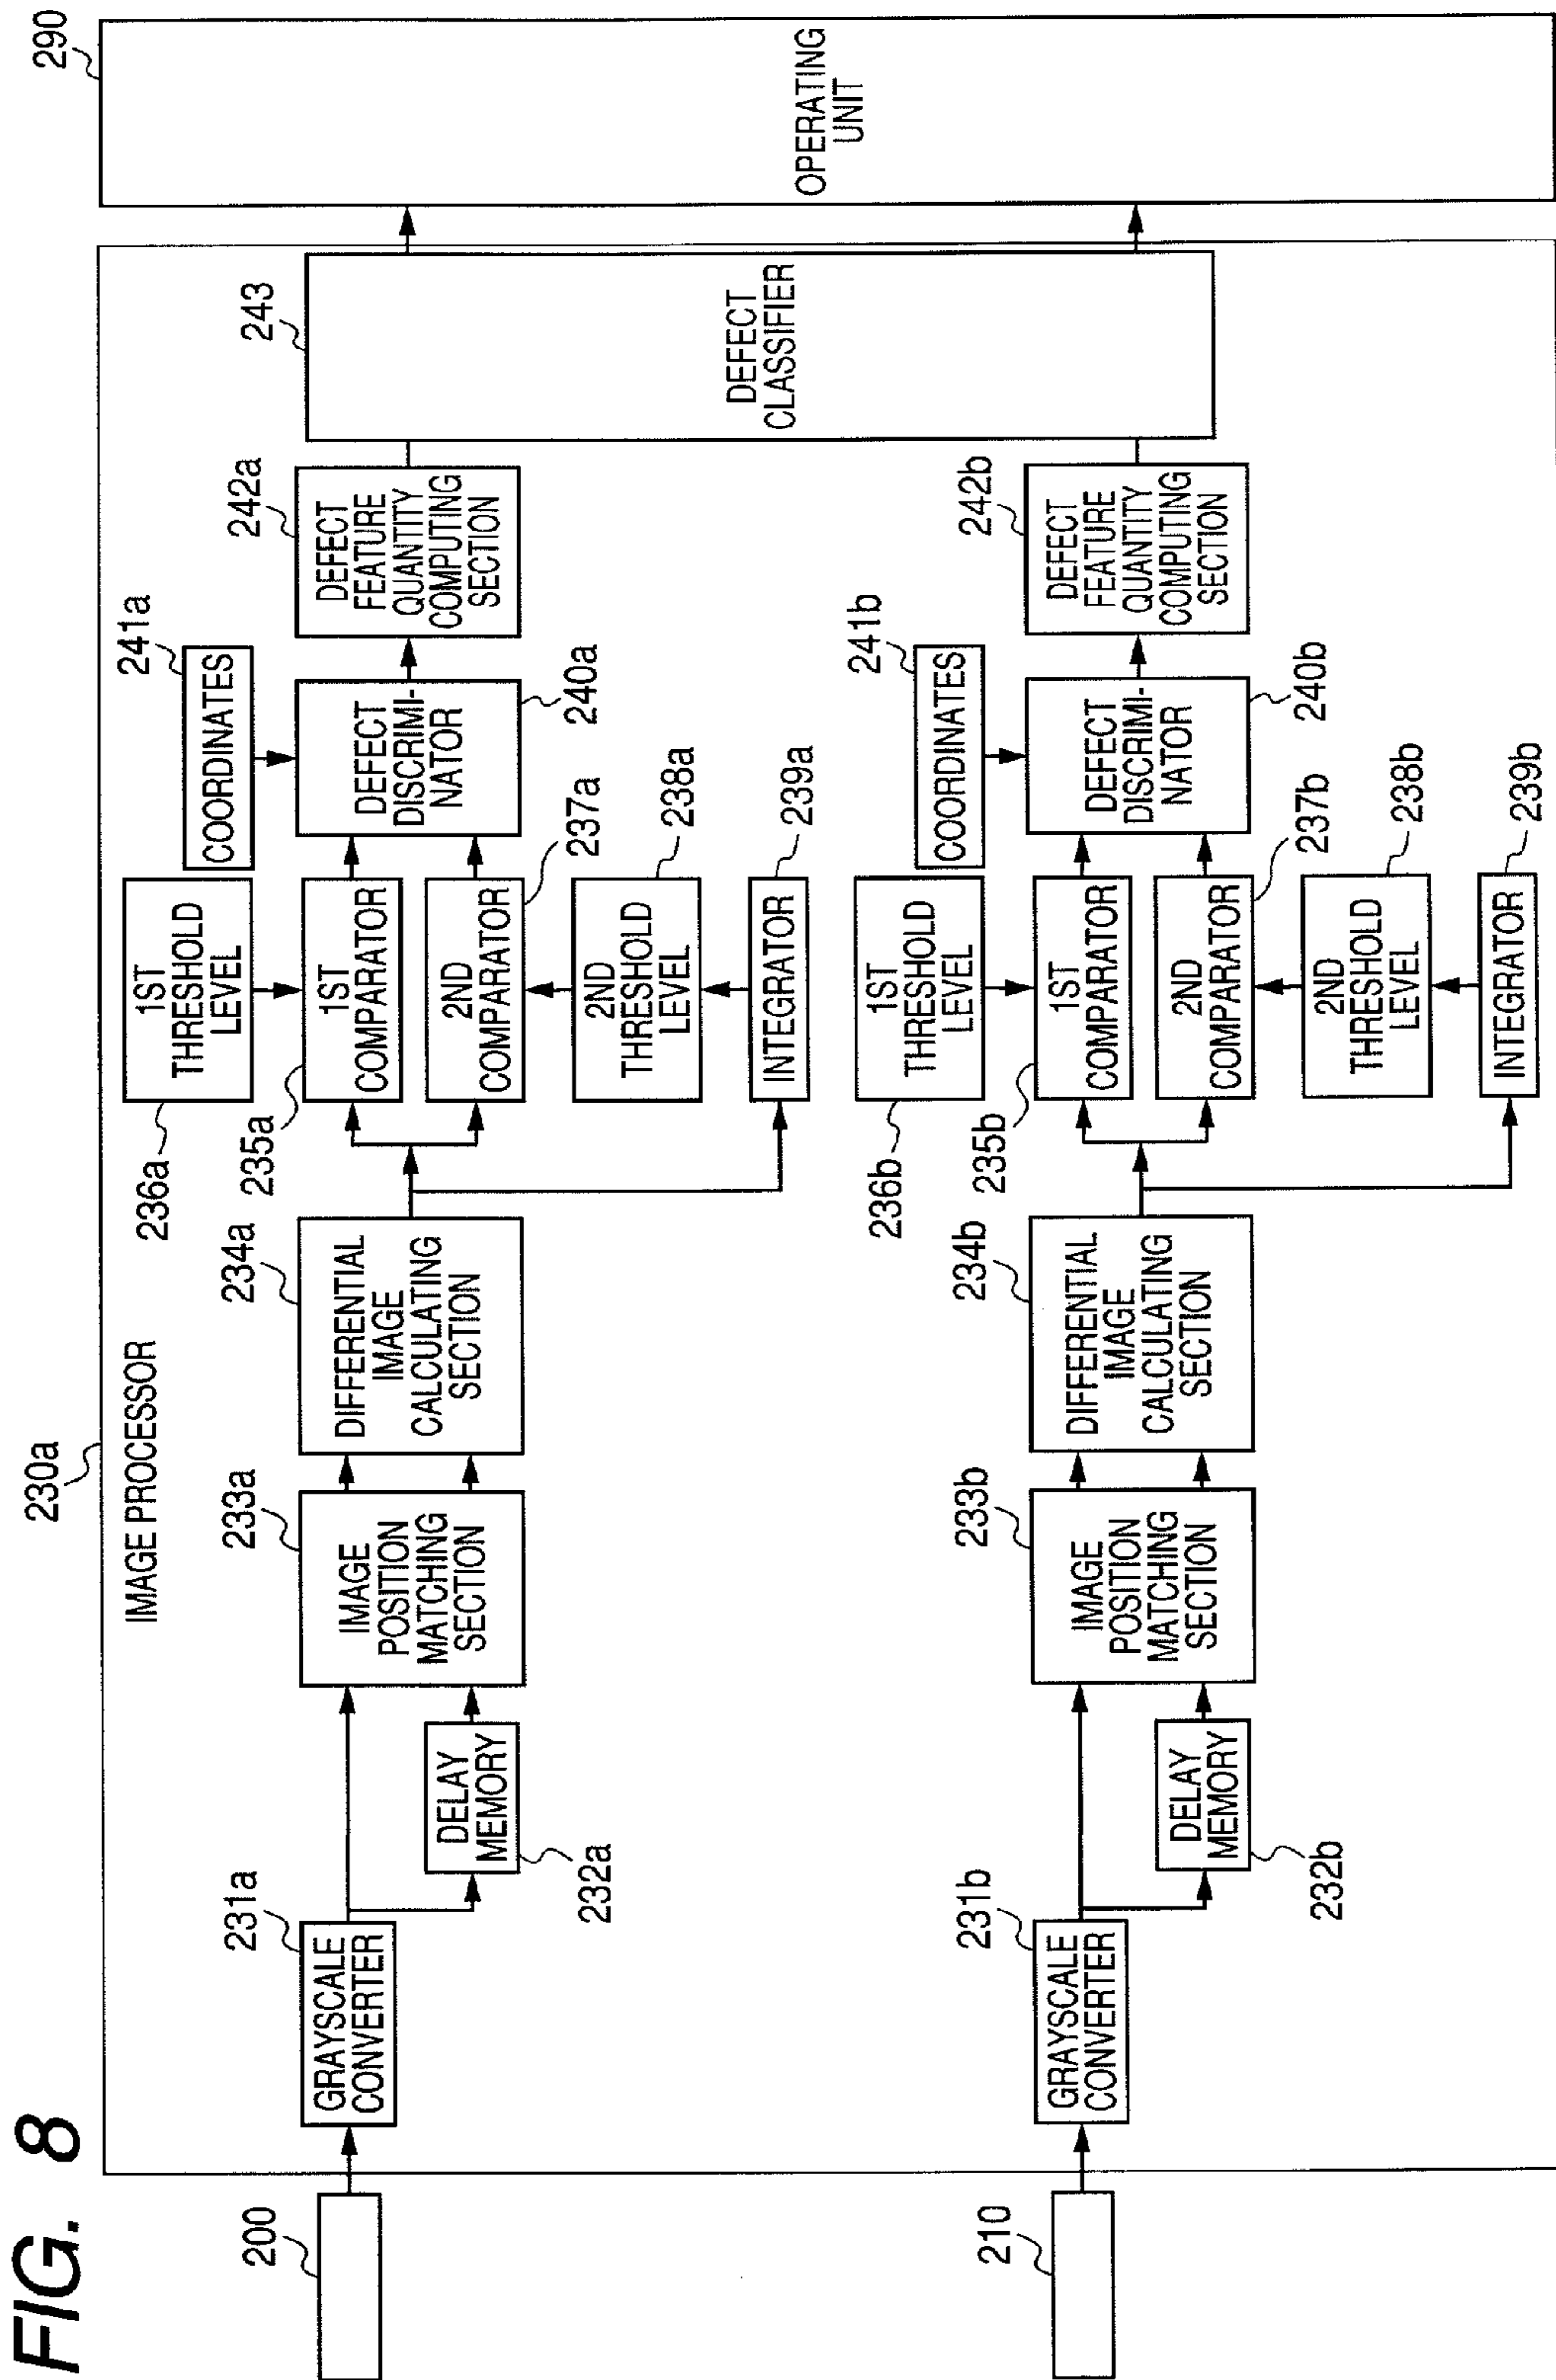 FIG. 8
230a
290
IMAGE PROCESSOR
200
231a
GRAYSCALE
CONVERTER
DELAY
MEMORY
232a
233a
IMAGE
POSITION
MATCHING
SECTION
234a
DIFFERENTIAL
IMAGE
CALCULATING
SECTION
236a
1ST
THRESHOLD
LEVEL
235a
1ST
COMPARATOR
2ND
COMPARATOR
237a
2ND
THRESHOLD
LEVEL
238a
INTEGRATOR
239a
241a
COORDINATES
DEFECT
DISCRIMI-
NATOR
240a
242a
DEFECT
FEATURE
QUANTITY
COMPUTING
SECTION
243
DEFECT
CLASSIFIER
OPERATING
UNIT
210
231b
GRAYSCALE
CONVERTER
DELAY
MEMORY
232b
233b
IMAGE
POSITION
MATCHING
SECTION
234b
DIFFERENTIAL
IMAGE
CALCULATING
SECTION
236b
1ST
THRESHOLD
LEVEL
235b
1ST
COMPARATOR
2ND
COMPARATOR
237b
2ND
THRESHOLD
LEVEL
238b
INTEGRATOR
239b
241b
COORDINATES
DEFECT
DISCRIMI-
NATOR
240b
242b
DEFECT
FEATURE
QUANTITY
COMPUTING
SECTION